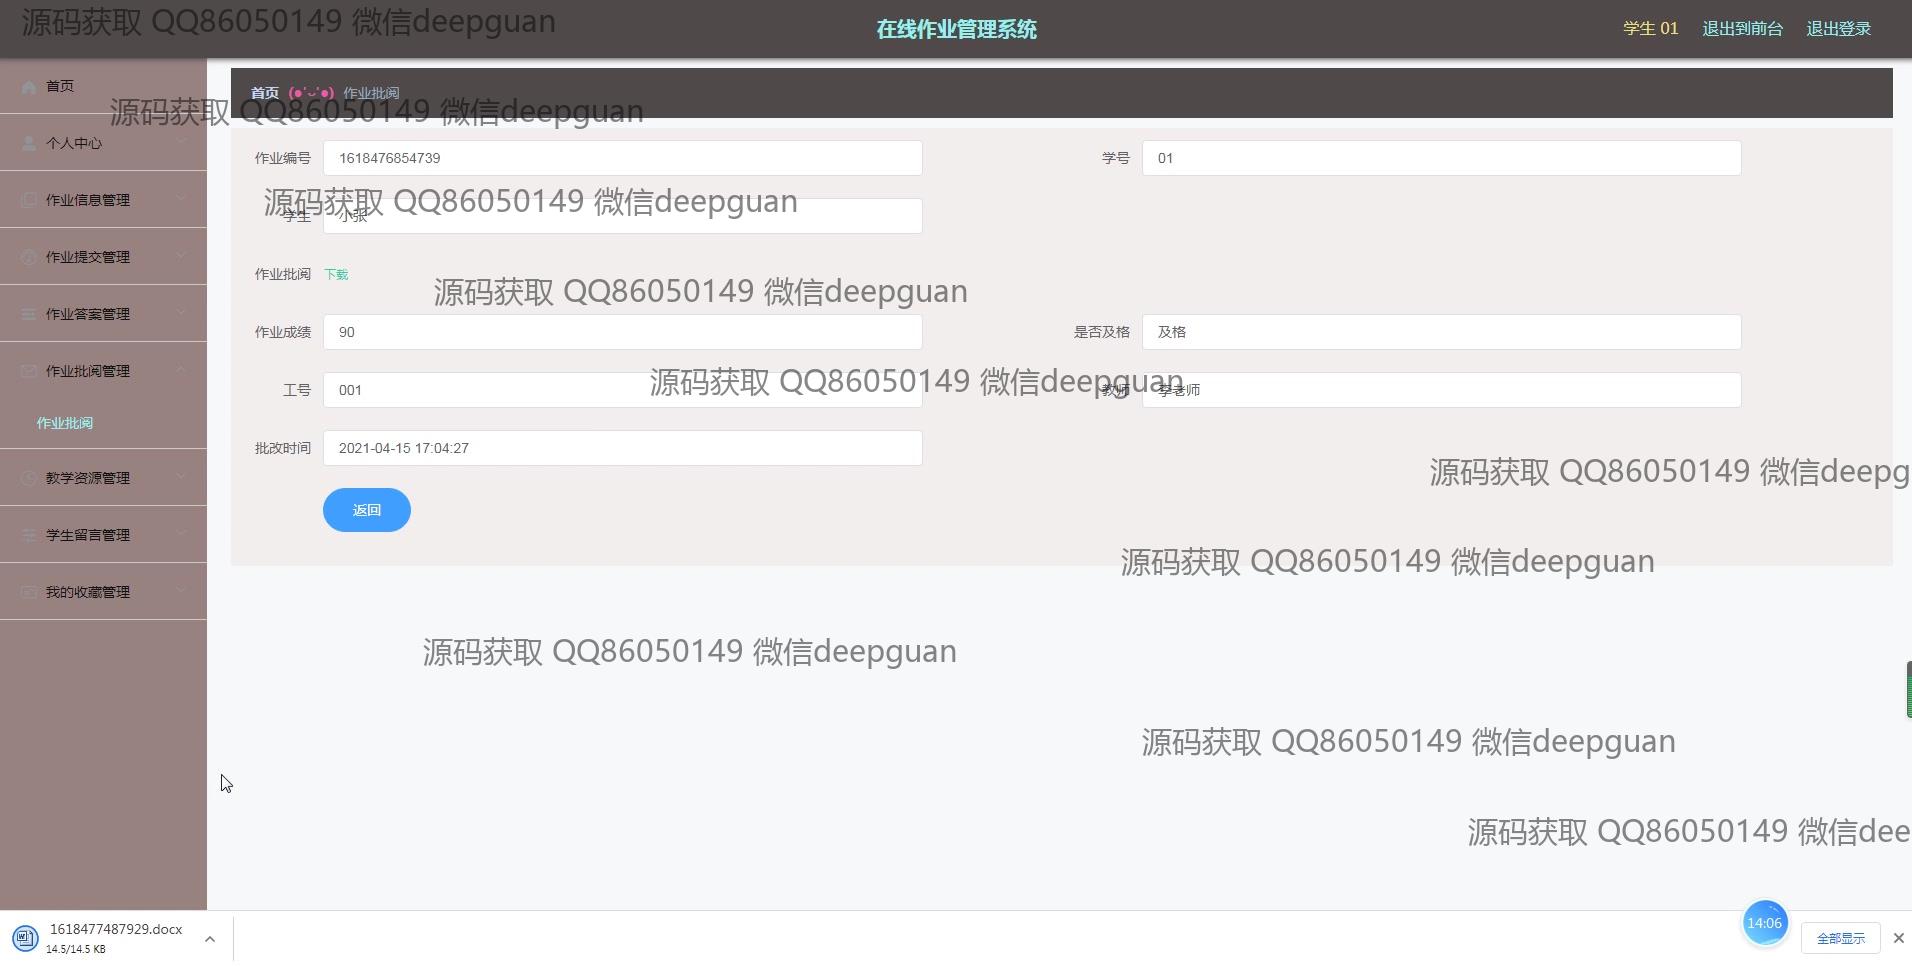 源码获取 QQ86050149 微信deepguan
在线作业管理系统
学生 01
退出到前台
退出登录
首页
个人中心
作业信息管理
作业提交管理
作业答案管理
作业批阅管理
作业批阅
教学资源管理
学生留言管理
我的收藏管理
首页 (●'◡'●) 作业批阅
源码获取 QQ86050149 微信deepguan
作业编号 1618476854739
学号 01
源码获取 QQ86050149 微信deepguan
学生 小张
作业批阅 下载
源码获取 QQ86050149 微信deepguan
作业成绩 90
是否及格 及格
源码获取 QQ86050149 微信deepguan
工号 001
教师 李老师
批改时间 2021-04-15 17:04:27
源码获取 QQ86050149 微信deepg
返回
源码获取 QQ86050149 微信deepguan
源码获取 QQ86050149 微信deepguan
源码获取 QQ86050149 微信deepguan
源码获取 QQ86050149 微信dee
1618477487929.docx
14.5/14.5 KB
14:06
全部显示